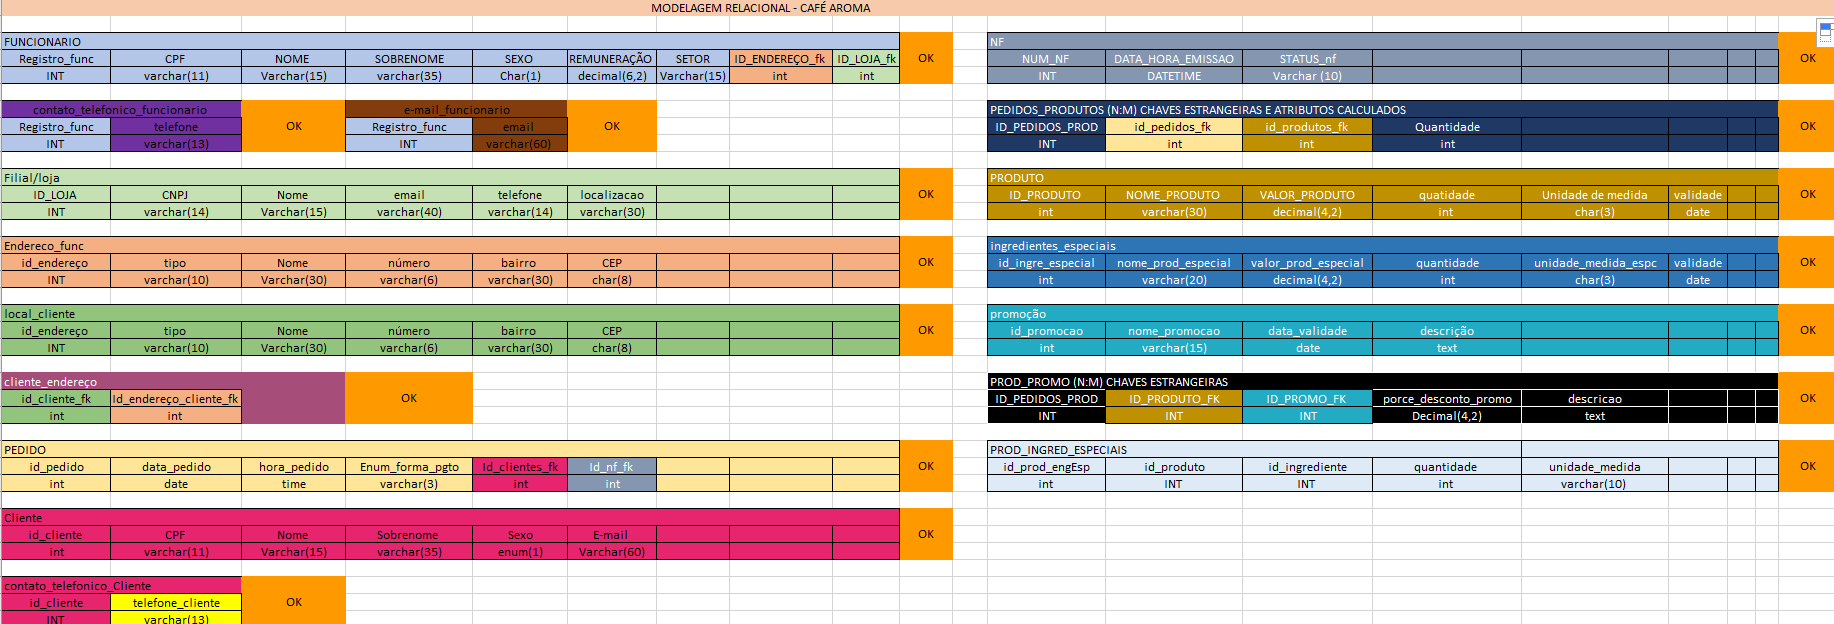 MODELAGEM RELACIONAL - CAFÉ AROMA
FUNCIONARIO
Registro_func CPF NOME SOBRENOME SEXO REMUNERAÇÃO SETOR ID_ENDEREÇO_fk ID_LOJA_fk OK
INT varchar(11) Varchar(15) varchar(35) Char(1) decimal(6,2) Varchar(15) int int
contato_telefonico_funcionario e-mail_funcionario
Registro_func telefone OK Registro_func email OK
INT varchar(13) INT varchar(60)
Filial/loja
ID_LOJA CNPJ Nome email telefone localizacao OK
INT varchar(14) Varchar(15) varchar(40) varchar(14) varchar(30)
Endereco_func
id_endereço tipo Nome número bairro CEP OK
INT varchar(10) Varchar(30) varchar(6) varchar(30) char(8)
local_cliente
id_endereço tipo Nome número bairro CEP OK
INT varchar(10) Varchar(30) varchar(6) varchar(30) char(8)
cliente_endereço
id_cliente_fk Id_endereço_cliente_fk OK
int int
PEDIDO
id_pedido data_pedido hora_pedido Enum_forma_pgto Id_clientes_fk Id_nf_fk OK
int date time varchar(3) int int
Cliente
id_cliente CPF Nome Sobrenome Sexo E-mail OK
int varchar(11) Varchar(15) varchar(35) enum(1) Varchar(60)
contato_telefonico_Cliente
id_cliente telefone_cliente OK
INT varchar(13)
NF
NUM_NF DATA_HORA_EMISSAO STATUS_nf OK
INT DATETIME Varchar (10)
PEDIDOS_PRODUTOS (N:M) CHAVES ESTRANGEIRAS E ATRIBUTOS CALCULADOS
ID_PEDIDOS_PROD id_pedidos_fk id_produtos_fk Quantidade OK
INT int int int
PRODUTO
ID_PRODUTO NOME_PRODUTO VALOR_PRODUTO quatidade Unidade de medida validade OK
int varchar(30) decimal(4,2) int char(3) date
ingredientes_especiais
id_ingre_especial nome_prod_especial valor_prod_especial quantidade unidade_medida_espc validade OK
int varchar(20) decimal(4,2) int char(3) date
promoção
id_promocao nome_promocao data_validade descrição OK
int varchar(15) date text
PROD_PROMO (N:M) CHAVES ESTRANGEIRAS
ID_PEDIDOS_PROD ID_PRODUTO_FK ID_PROMO_FK porce_desconto_promo descricao OK
INT INT INT Decimal(4,2) text
PROD_INGRED_ESPECIAIS
id_prod_engEsp id_produto id_ingrediente quantidade unidade_medida OK
int INT INT int varchar(10)